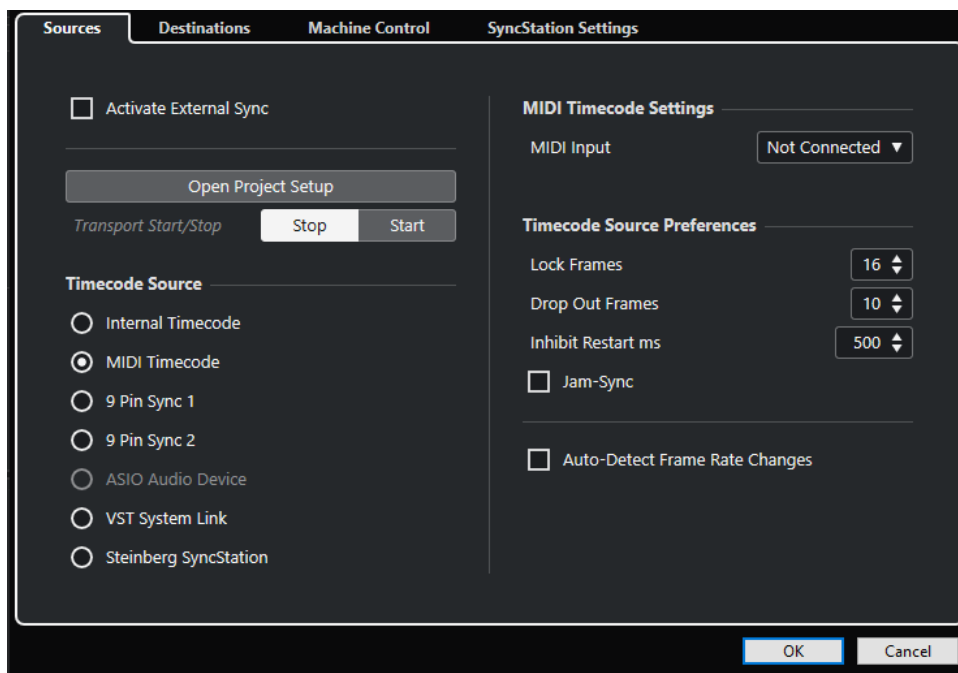 Sources Destinations Machine Control SyncStation Settings
Activate External Sync
Open Project Setup
Transport Start/Stop Stop Start
Timecode Source
Internal Timecode
MIDI Timecode
9 Pin Sync 1
9 Pin Sync 2
ASIO Audio Device
VST System Link
Steinberg SyncStation
MIDI Timecode Settings
MIDI Input Not Connected
Timecode Source Preferences
Lock Frames 16
Drop Out Frames 10
Inhibit Restart ms 500
Jam-Sync
Auto-Detect Frame Rate Changes
OK Cancel